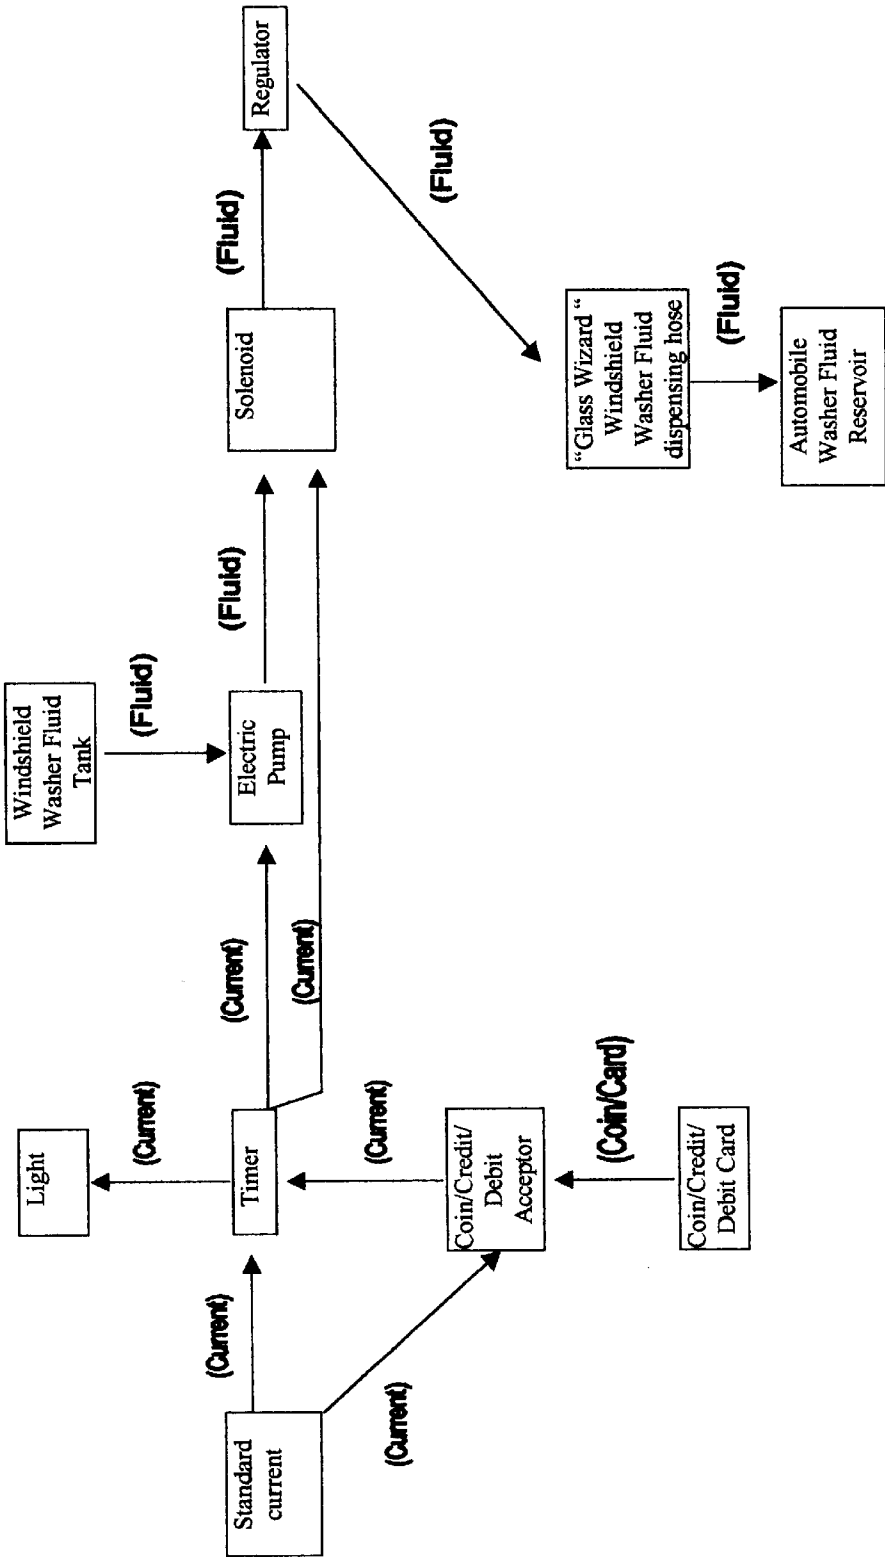 Light
Windshield
Washer Fluid
Tank
(Current)
(Fluid)
(Current)
Standard
current
Timer
(Current)
Electric
Pump
(Fluid)
Solenoid
(Fluid)
Regulator
(Current)
(Current)
(Current)
(Fluid)
Coin/Credit/
Debit
Acceptor
“Glass Wizard “
Windshield
Washer Fluid
dispensing hose
(Coin/Card)
Coin/Credit/
Debit Card
(Fluid)
Automobile
Washer Fluid
Reservoir